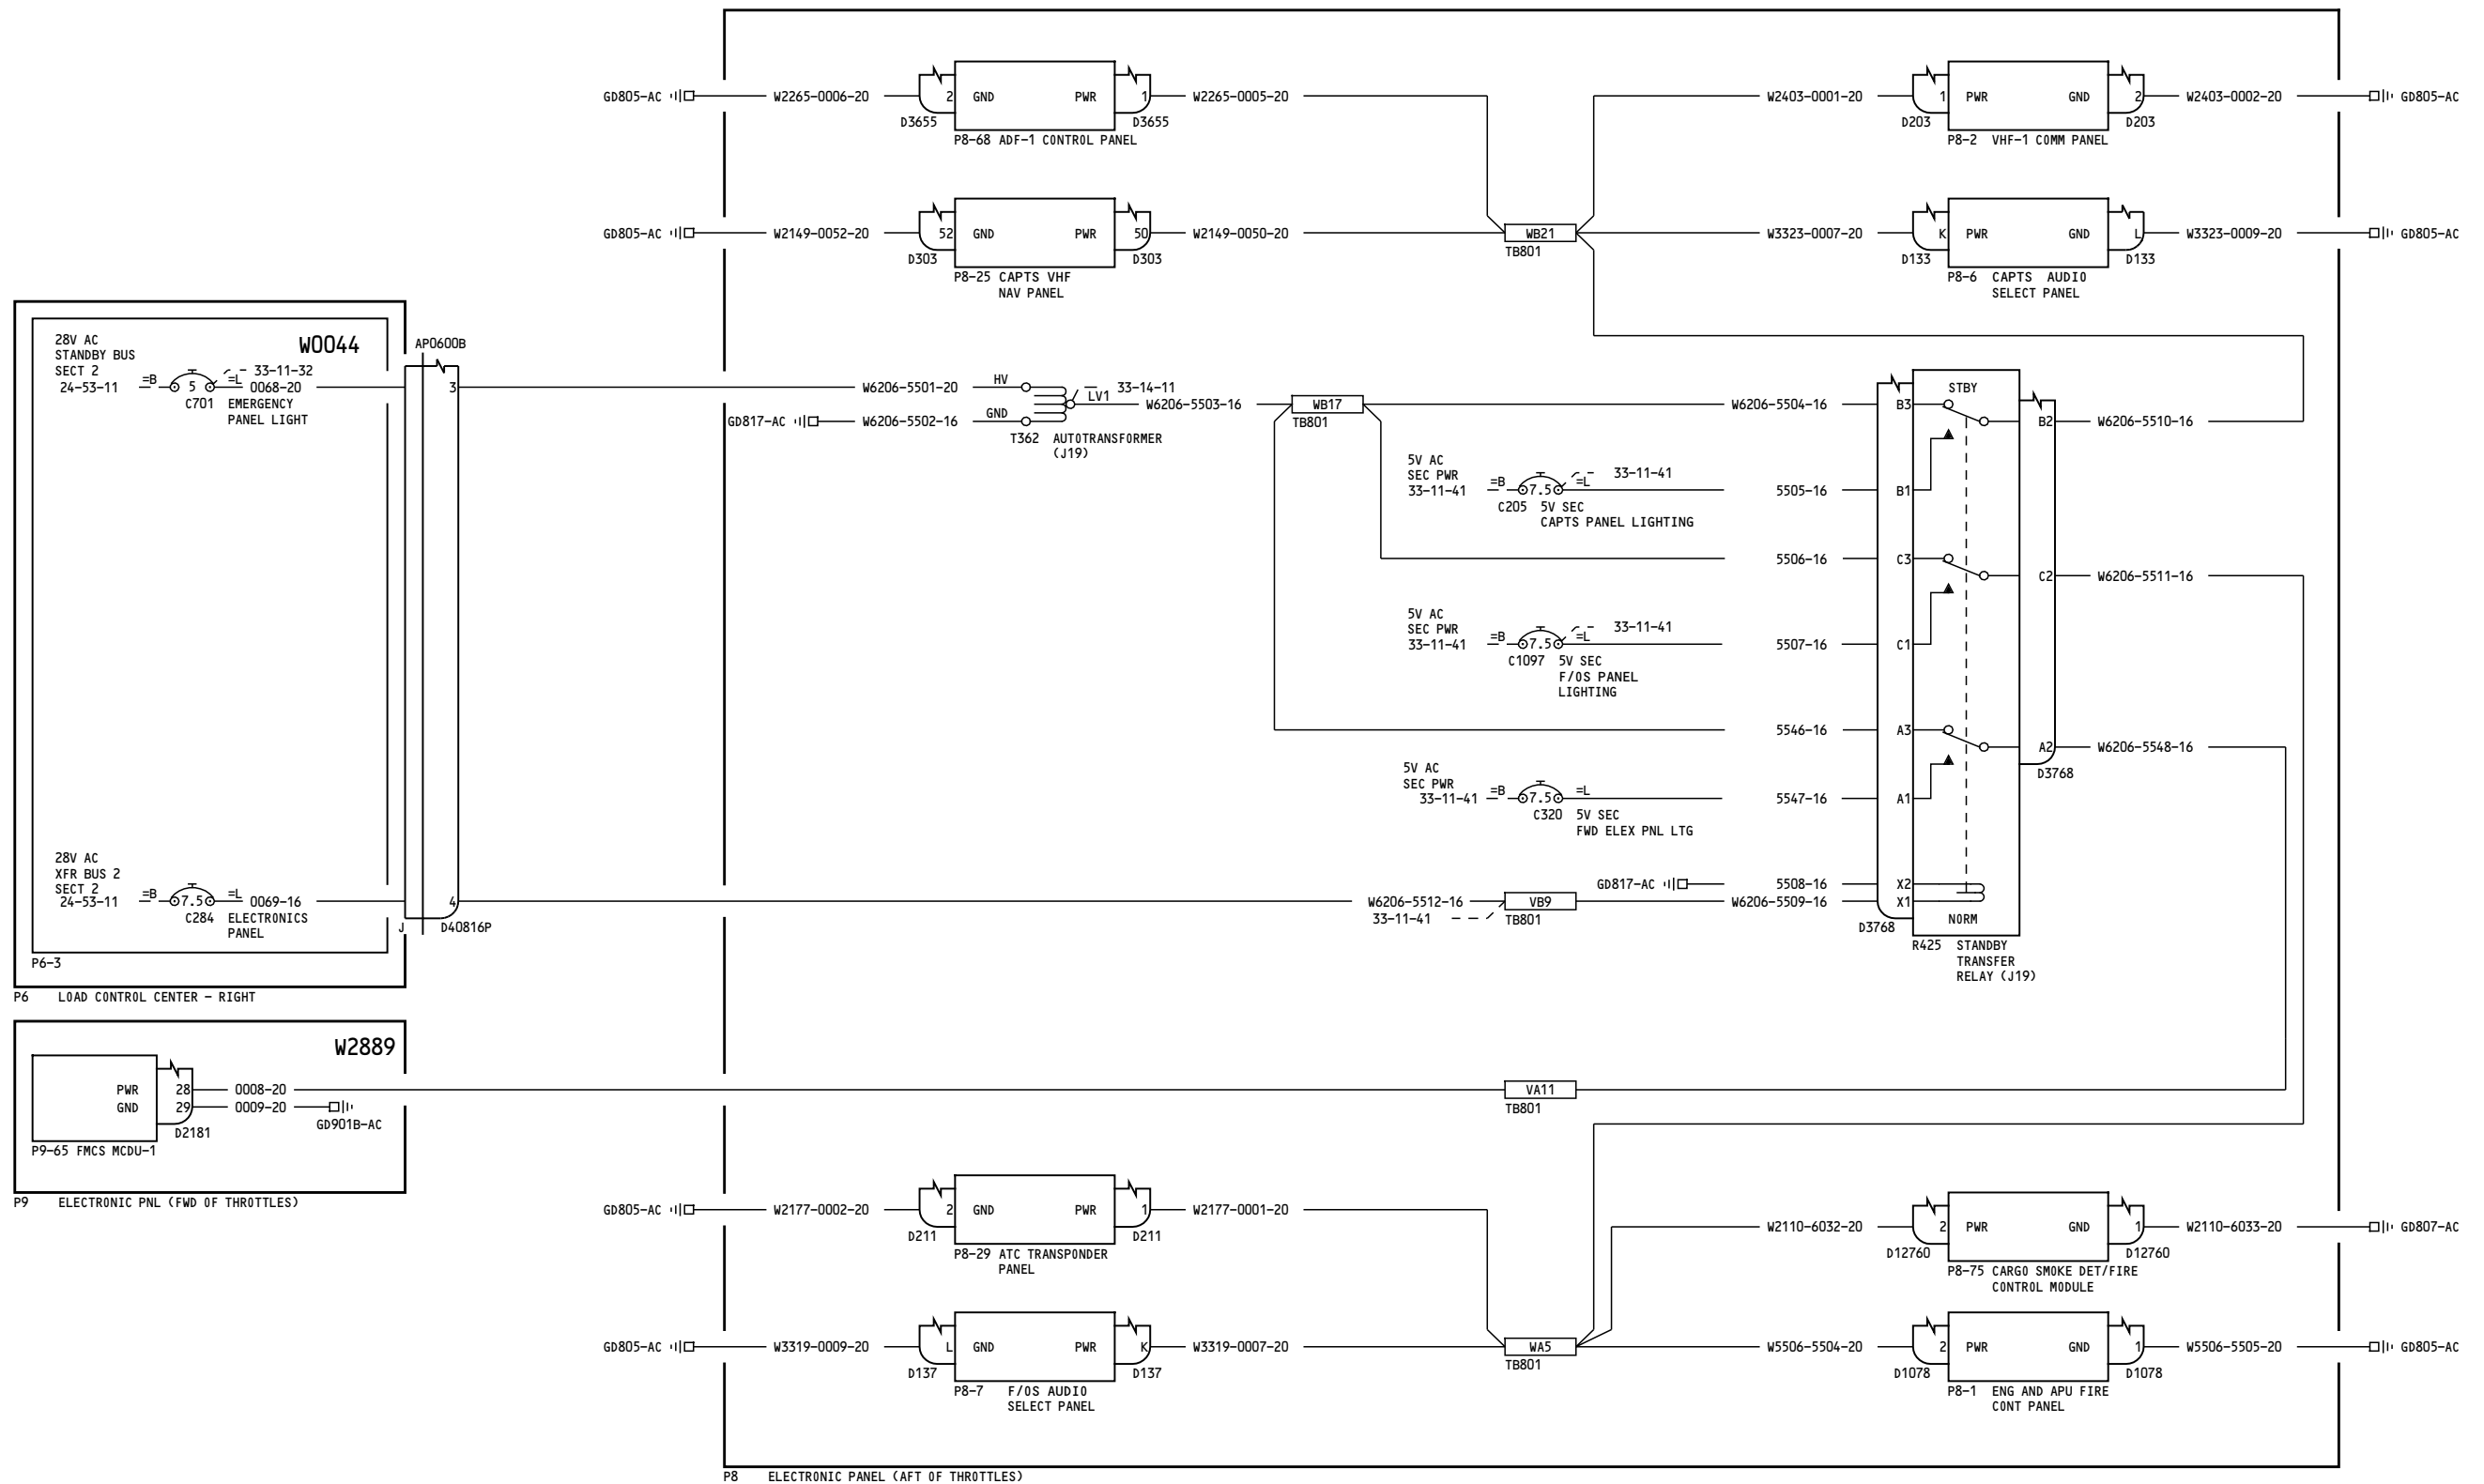 GD805-AC W2265-0006-20 2 GND PWR 1 W2265-0005-20
D3655 D3655
P8-68 ADF-1 CONTROL PANEL
W2403-0001-20 1 PWR GND 2 W2403-0002-20 GD805-AC
D203 D203
P8-2 VHF-1 COMM PANEL
GD805-AC W2149-0052-20 52 GND PWR 50 W2149-0050-20
D303 D303
P8-25 CAPTS VHF
NAV PANEL
WB21
TB801
W3323-0007-20 K PWR GND L W3323-0009-20 GD805-AC
D133 D133
P8-6 CAPTS AUDIO
SELECT PANEL
28V AC
STANDBY BUS
SECT 2
24-53-11 =B 5 =L 0068-20
33-11-32
C701 EMERGENCY
PANEL LIGHT
W0044
AP0600B
3 W6206-5501-20 HV
GD817-AC W6206-5502-16 GND
LV1 33-14-11
W6206-5503-16
T362 AUTOTRANSFORMER
(J19)
WB17
TB801
W6206-5504-16 B3 STBY
B2 W6206-5510-16
5V AC
SEC PWR
33-11-41 =B 7.5 =L 33-11-41
C205 5V SEC
CAPTS PANEL LIGHTING
5505-16 B1
5506-16 C3
C2 W6206-5511-16
5V AC
SEC PWR
33-11-41 =B 7.5 =L 33-11-41
C1097 5V SEC
F/OS PANEL
LIGHTING
5507-16 C1
5546-16 A3
A2 W6206-5548-16
D3768
5V AC
SEC PWR
33-11-41 =B 7.5 =L
C320 5V SEC
FWD ELEX PNL LTG
5547-16 A1
28V AC
XFR BUS 2
SECT 2
24-53-11 =B 7.5 =L 0069-16
C284 ELECTRONICS
PANEL
4
J D40816P
P6-3
P6 LOAD CONTROL CENTER - RIGHT
GD817-AC 5508-16 X2
W6206-5512-16 VB9 W6206-5509-16 X1
33-11-41 TB801
NORM
D3768
R425 STANDBY
TRANSFER
RELAY (J19)
W2889
PWR 28 0008-20
GND 29 0009-20
GD901B-AC
D2181
P9-65 FMCS MCDU-1
P9 ELECTRONIC PNL (FWD OF THROTTLES)
VA11
TB801
GD805-AC W2177-0002-20 2 GND PWR 1 W2177-0001-20
D211 D211
P8-29 ATC TRANSPONDER
PANEL
W2110-6032-20 2 PWR GND 1 W2110-6033-20 GD807-AC
D12760 D12760
P8-75 CARGO SMOKE DET/FIRE
CONTROL MODULE
GD805-AC W3319-0009-20 L GND PWR K W3319-0007-20
D137 D137
P8-7 F/OS AUDIO
SELECT PANEL
WA5
TB801
W5506-5504-20 2 PWR GND 1 W5506-5505-20 GD805-AC
D1078 D1078
P8-1 ENG AND APU FIRE
CONT PANEL
P8 ELECTRONIC PANEL (AFT OF THROTTLES)